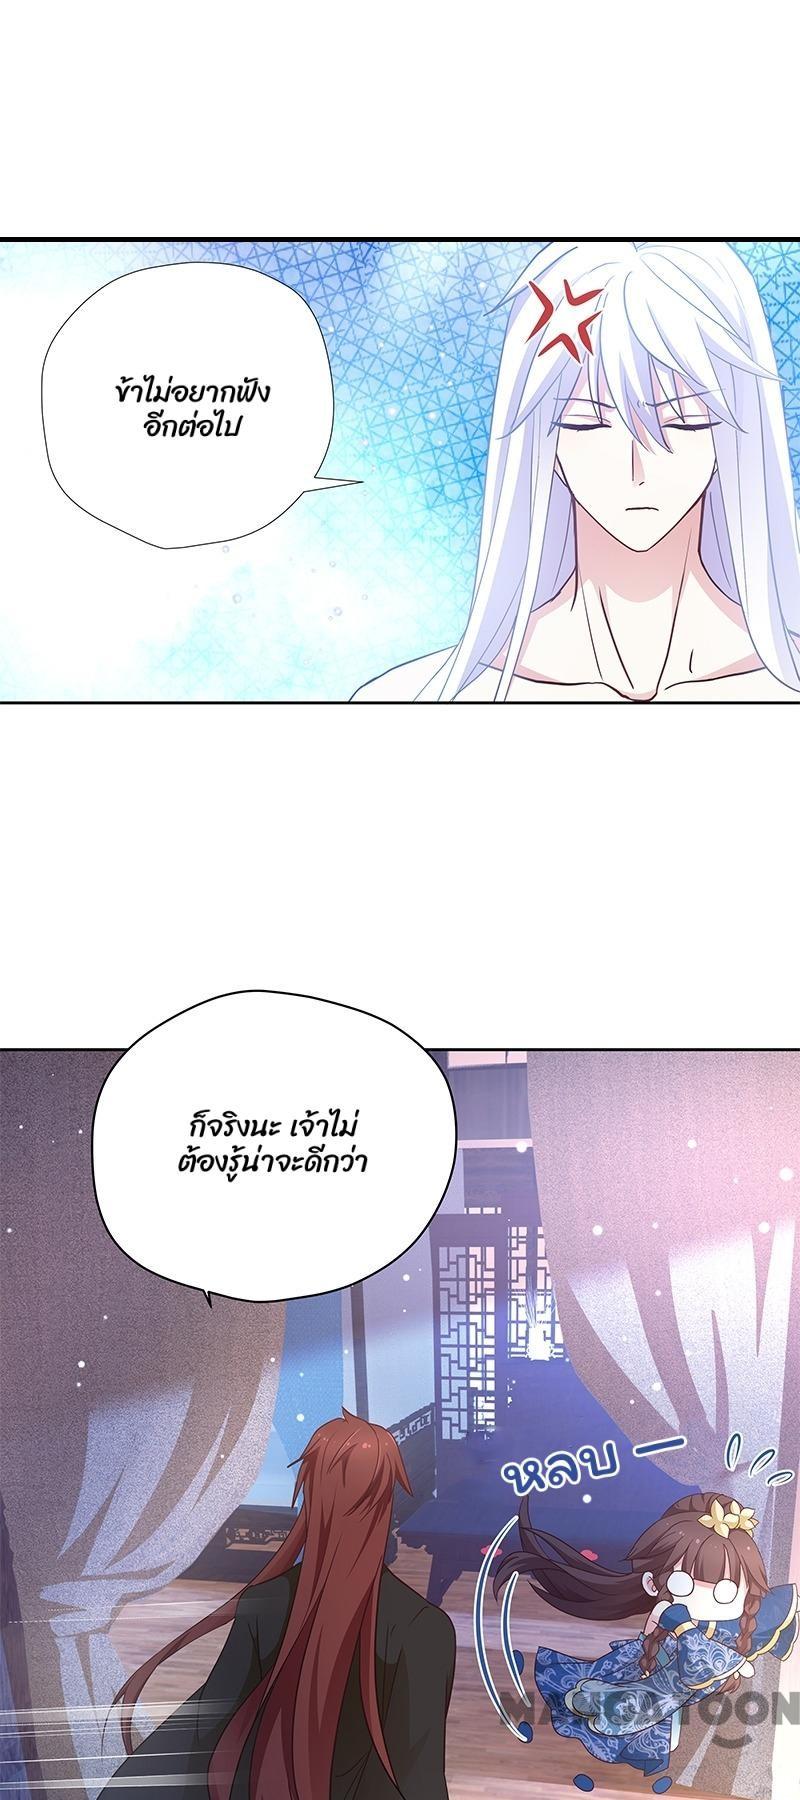 ข้าไม่อยากฟัง
อีกต่อไป
ก็จริงนะ เจ้าไม่
ต้องรู้น่าจะดีกว่า
หลบ —
MANGATOON